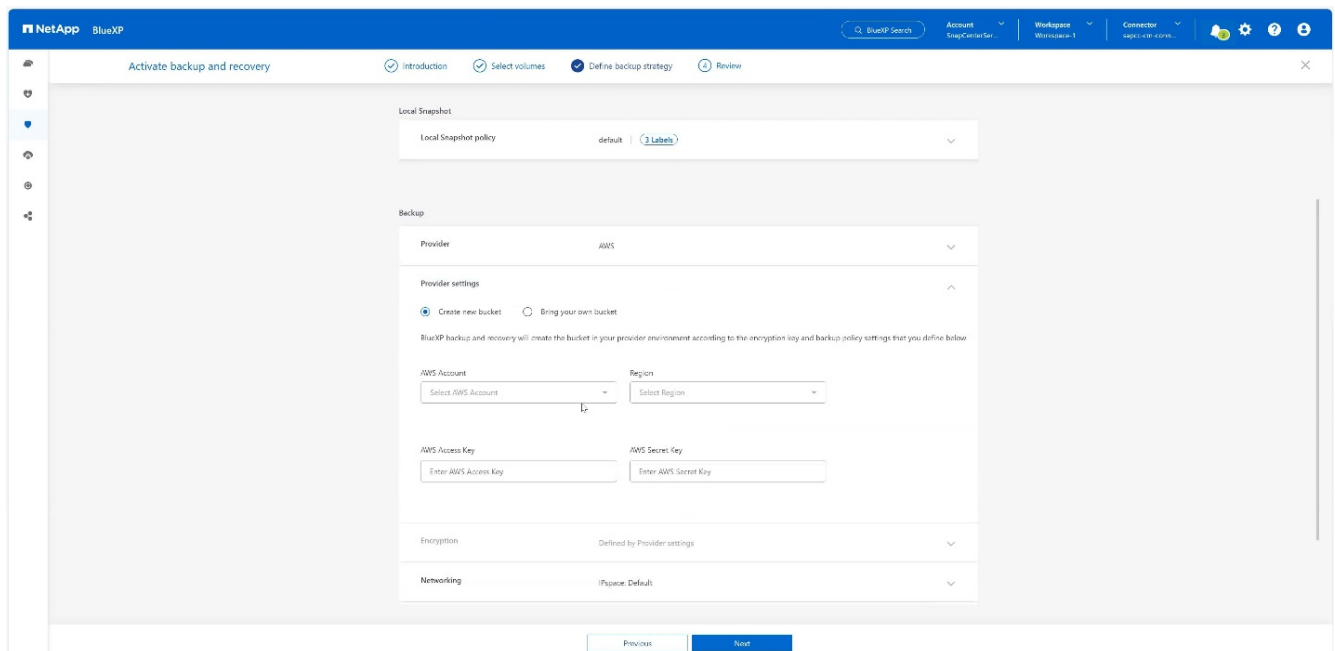 NetApp BlueXP
BlueXP Search
Account
SnapCenterSer...
Workspace
Workspace-1
Connector
sapcc-ctn-conn...
Activate backup and recovery
Introduction
Select volumes
Define backup strategy
4 Review
Local Snapshot
Local Snapshot policy default | 3 Labels
Backup
Provider AWS
Provider settings
Create new bucket Bring your own bucket
BlueXP backup and recovery will create the bucket in your provider environment according to the encryption key and backup policy settings that you define below
AWS Account Region
Select AWS Account Select Region
AWS Access Key AWS Secret Key
Enter AWS Access Key Enter AWS Secret Key
Encryption Defined by Provider settings
Networking IPspace: Default
Previous Next